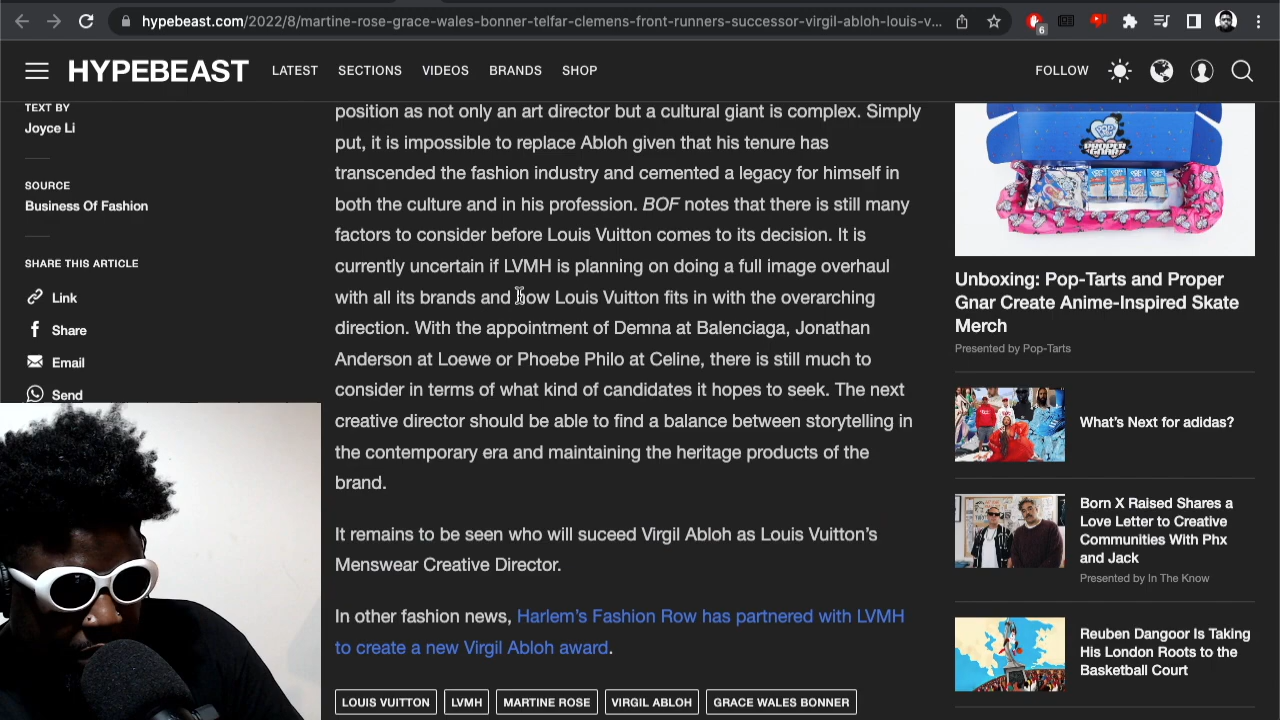 hypebeast.com/2022/8/martine-rose-grace-wales-bonner-telfar-clemens-front-runners-successor-virgil-abloh-louis-v...
6
HYPEBEAST
LATEST
SECTIONS
VIDEOS
BRANDS
SHOP
FOLLOW
TEXT BY
Joyce Li
SOURCE
Business Of Fashion
SHARE THIS ARTICLE
Link
Share
Email
Send
position as not only an art director but a cultural giant is complex. Simply
put, it is impossible to replace Abloh given that his tenure has
transcended the fashion industry and cemented a legacy for himself in
both the culture and in his profession. BOF notes that there is still many
factors to consider before Louis Vuitton comes to its decision. It is
currently uncertain if LVMH is planning on doing a full image overhaul
with all its brands and how Louis Vuitton fits in with the overarching
direction. With the appointment of Demna at Balenciaga, Jonathan
Anderson at Loewe or Phoebe Philo at Celine, there is still much to
consider in terms of what kind of candidates it hopes to seek. The next
creative director should be able to find a balance between storytelling in
the contemporary era and maintaining the heritage products of the
brand.
It remains to be seen who will suceed Virgil Abloh as Louis Vuitton's
Menswear Creative Director.
In other fashion news, Harlem's Fashion Row has partnered with LVMH
to create a new Virgil Abloh award.
LOUIS VUITTON
LVMH
MARTINE ROSE
VIRGIL ABLOH
GRACE WALES BONNER
Unboxing: Pop-Tarts and Proper
Gnar Create Anime-Inspired Skate
Merch
Presented by Pop-Tarts
What's Next for adidas?
Born X Raised Shares a
Love Letter to Creative
Communities With Phx
and Jack
Presented by In The Know
Reuben Dangoor Is Taking
His London Roots to the
Basketball Court